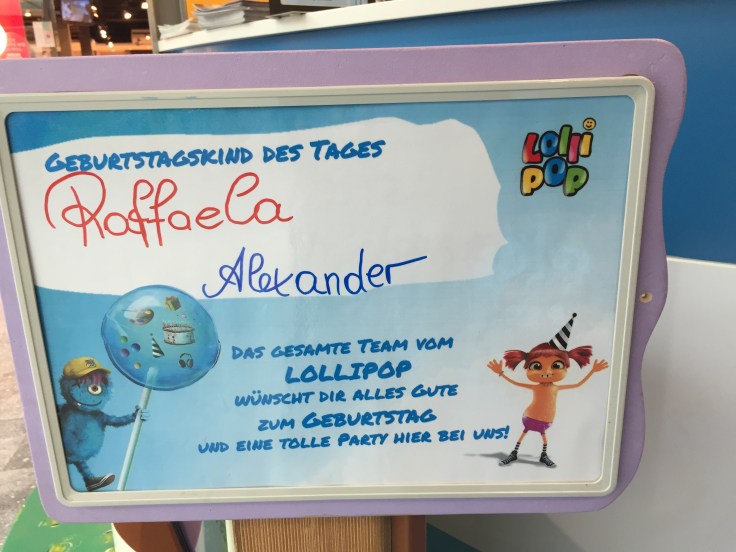 GEBURTSTAGSKIND DES TAGES
Lolli
POP
Raffaela
Alexander
DAS GESAMTE TEAM VOM
LOLLIPOP
WÜNSCHT DIR ALLES GUTE
ZUM GEBURTSTAG
UND EINE TOLLE PARTY HIER BEI UNS!